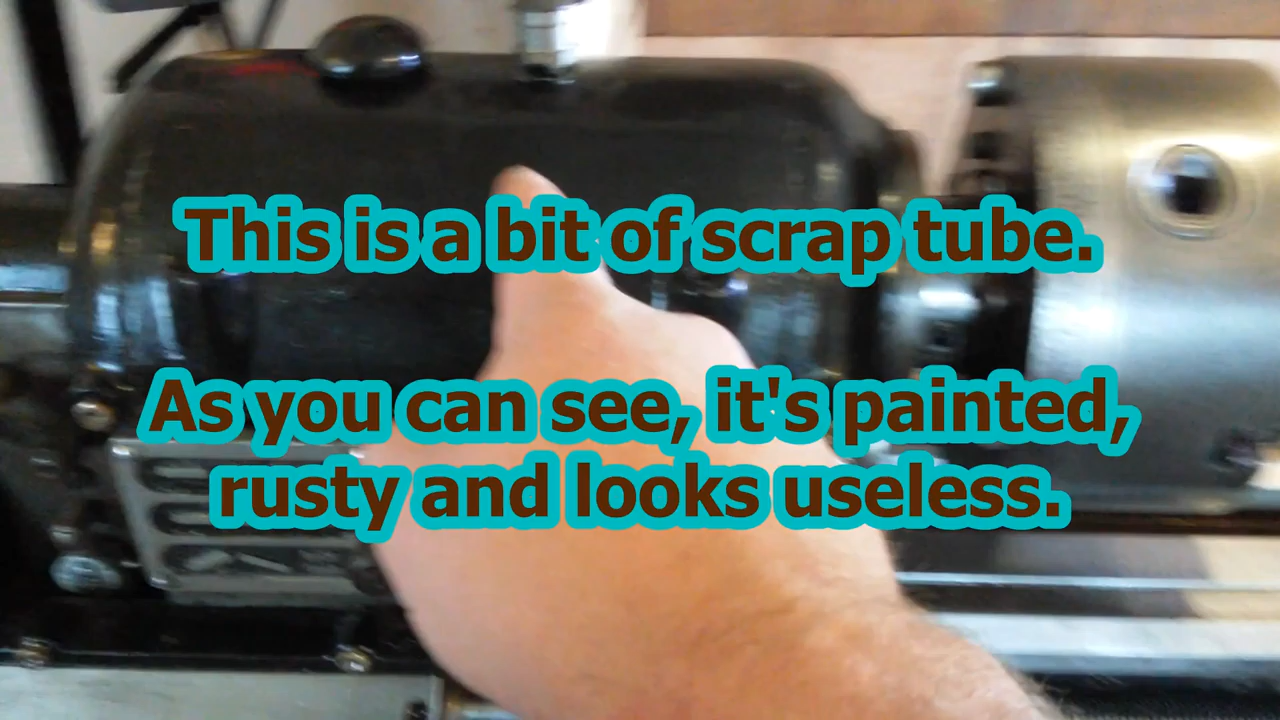 This is a bit of scrap tube.
As you can see, it's painted,
rusty and looks useless.